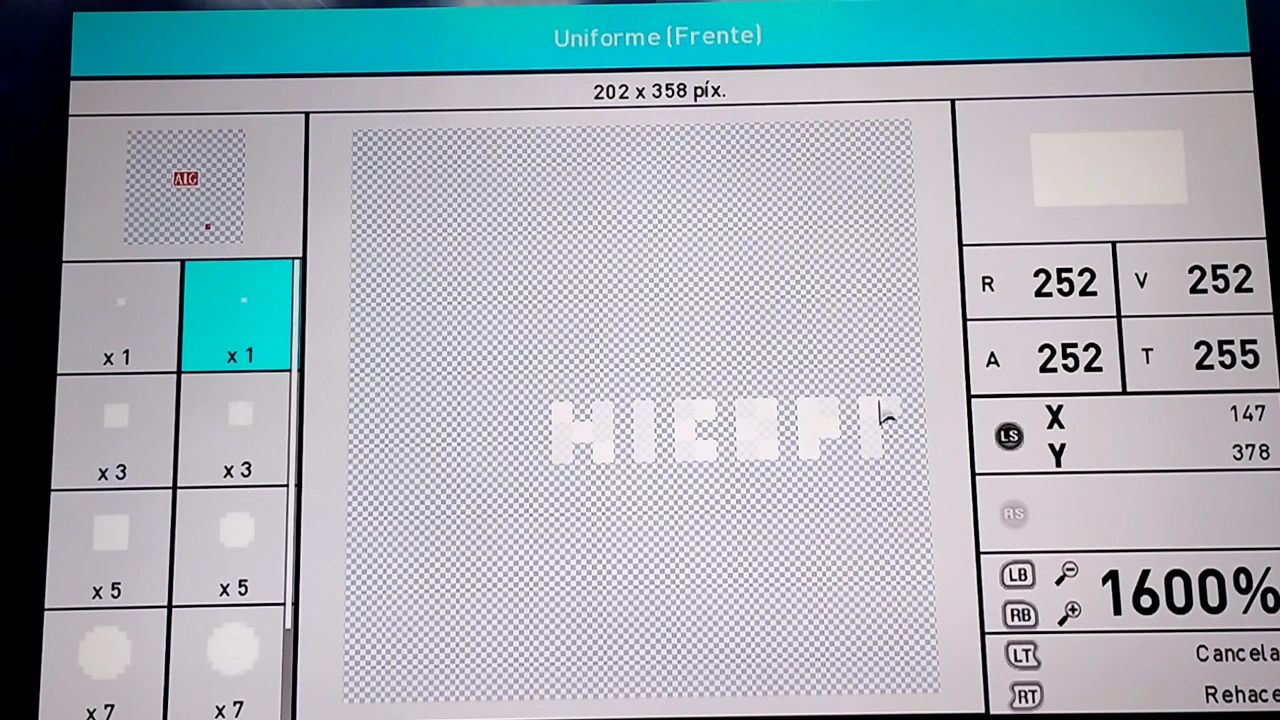 Uniforme (Frente)
202 x 358 píx.
AIG
x 1
x 1
x 3
x 3
x 5
x 5
x 7
x 7
R 252
V 252
A 252
T 255
LS
X 147
Y 378
RS
LB
RB
1600%
LT Cancela
RT Rehace